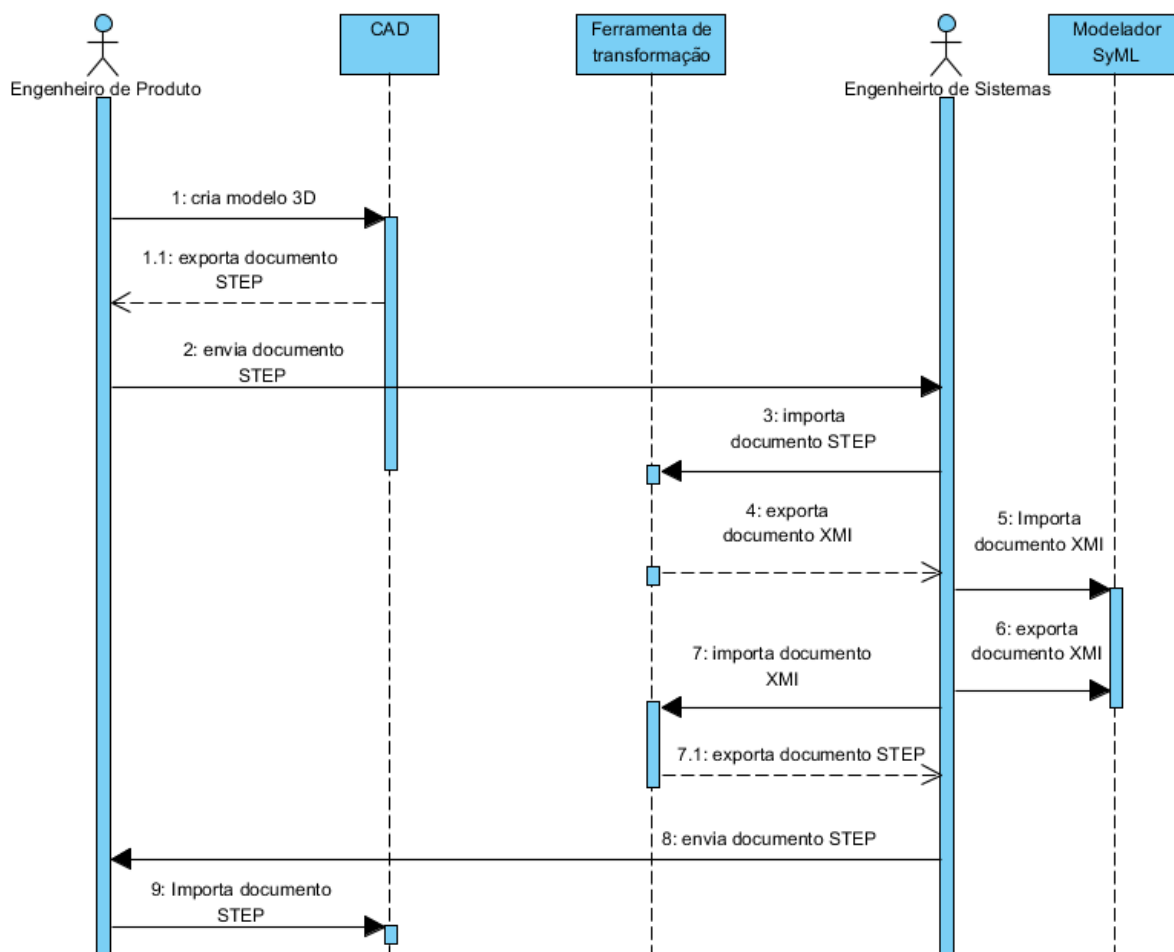 CAD
Ferramenta de
transformação
Modelador
SyML
Engenheiro de Produto
Engenheirto de Sistemas
1: cria modelo 3D
1.1: exporta documento
STEP
2: envia documento
STEP
3: importa
documento STEP
4: exporta
documento XMI
5: Importa
documento XMI
6: exporta
documento XMI
7: importa documento
XMI
7.1: exporta documento STEP
8: envia documento STEP
9: Importa documento
STEP